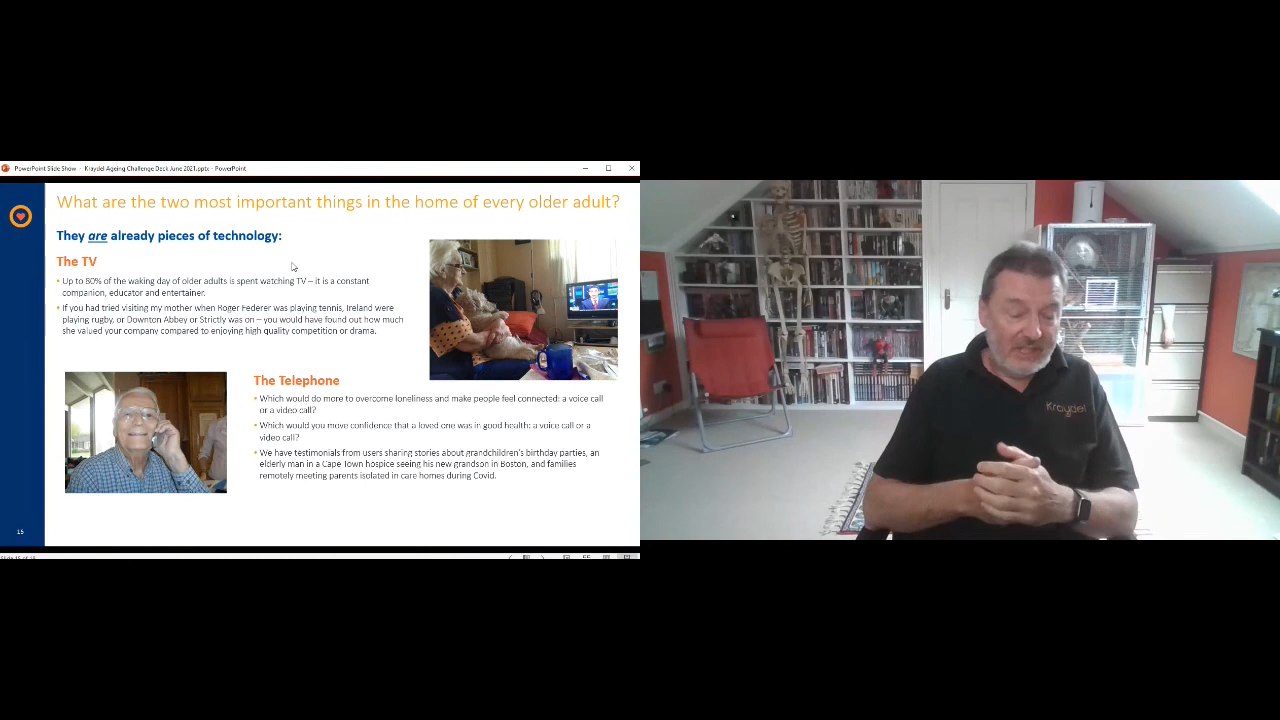 PowerPoint Slide Show - Kraydel Ageing Challenge Deck June 2021.pptx - PowerPoint
What are the two most important things in the home of every older adult?
They are already pieces of technology:
The TV
• Up to 80% of the waking day of older adults is spent watching TV – it is a constant
companion, educator and entertainer.
• If you had tried visiting my mother when Roger Federer was playing tennis, Ireland were
playing rugby, or Downton Abbey or Strictly was on – you would have found out how much
she valued your company compared to enjoying high quality competition or drama.
The Telephone
• Which would do more to overcome loneliness and make people feel connected: a voice call
or a video call?
• Which would you move confidence that a loved one was in good health: a voice call or a
video call?
• We have testimonials from users sharing stories about grandchildren's birthday parties, an
elderly man in a Cape Town hospice seeing his new grandson in Boston, and families
remotely meeting parents isolated in care homes during Covid.
15
Kraydel